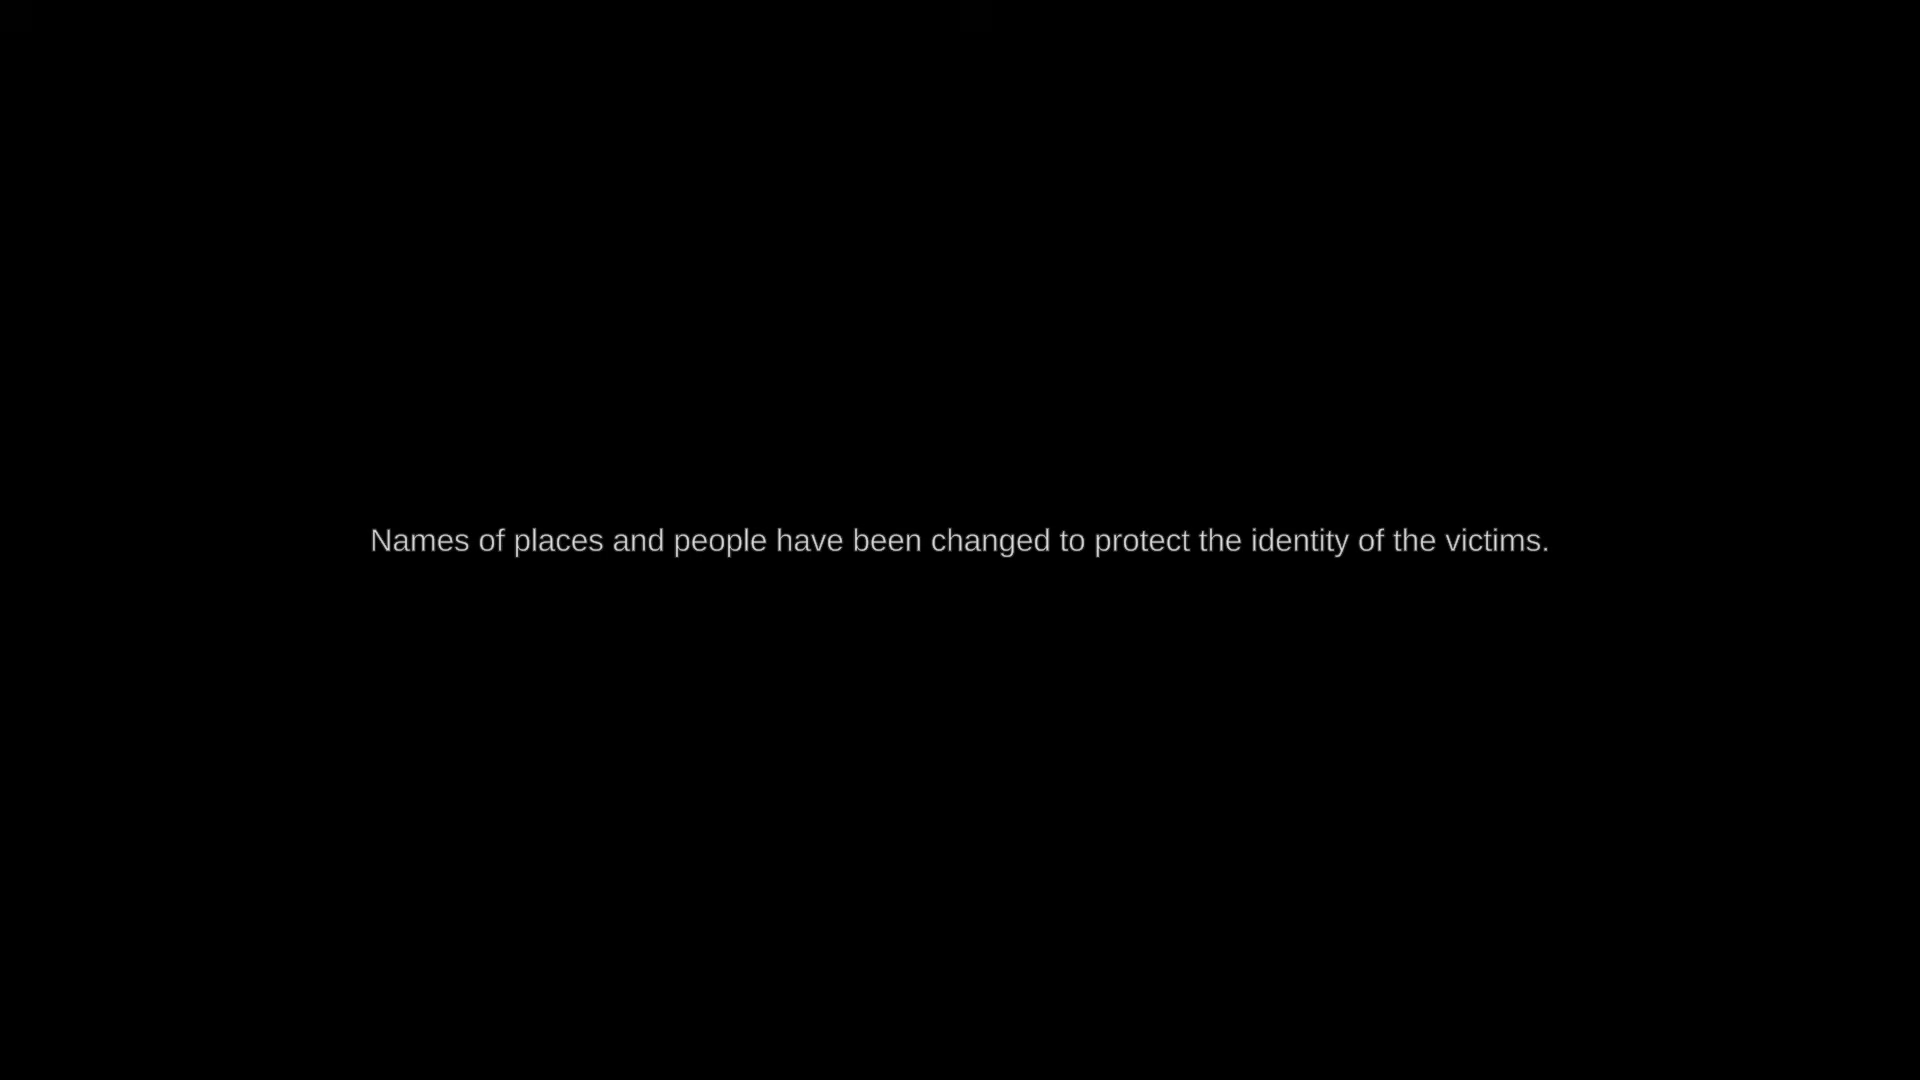 Names of places and people have been changed to protect the identity of the victims.